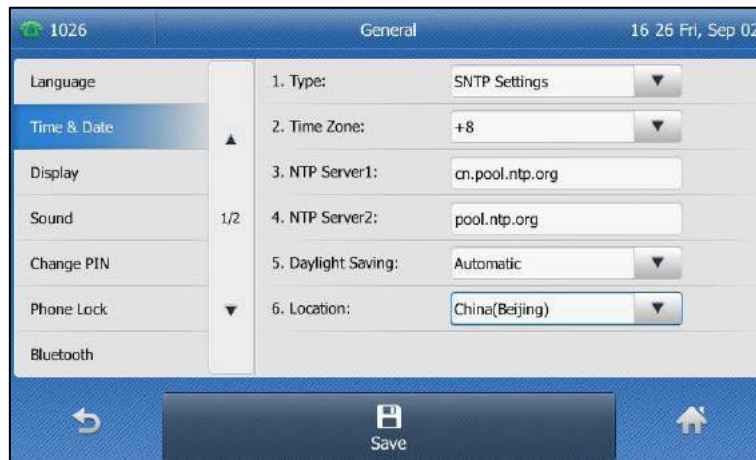 1026 General 16 26 Fri, Sep 02
Language
Time & Date
Display
Sound
Change PIN
Phone Lock
Bluetooth
1/2
1. Type: SNTP Settings
2. Time Zone: +8
3. NTP Server1: cn.pool.ntp.org
4. NTP Server2: pool.ntp.org
5. Daylight Saving: Automatic
6. Location: China(Beijing)
Save